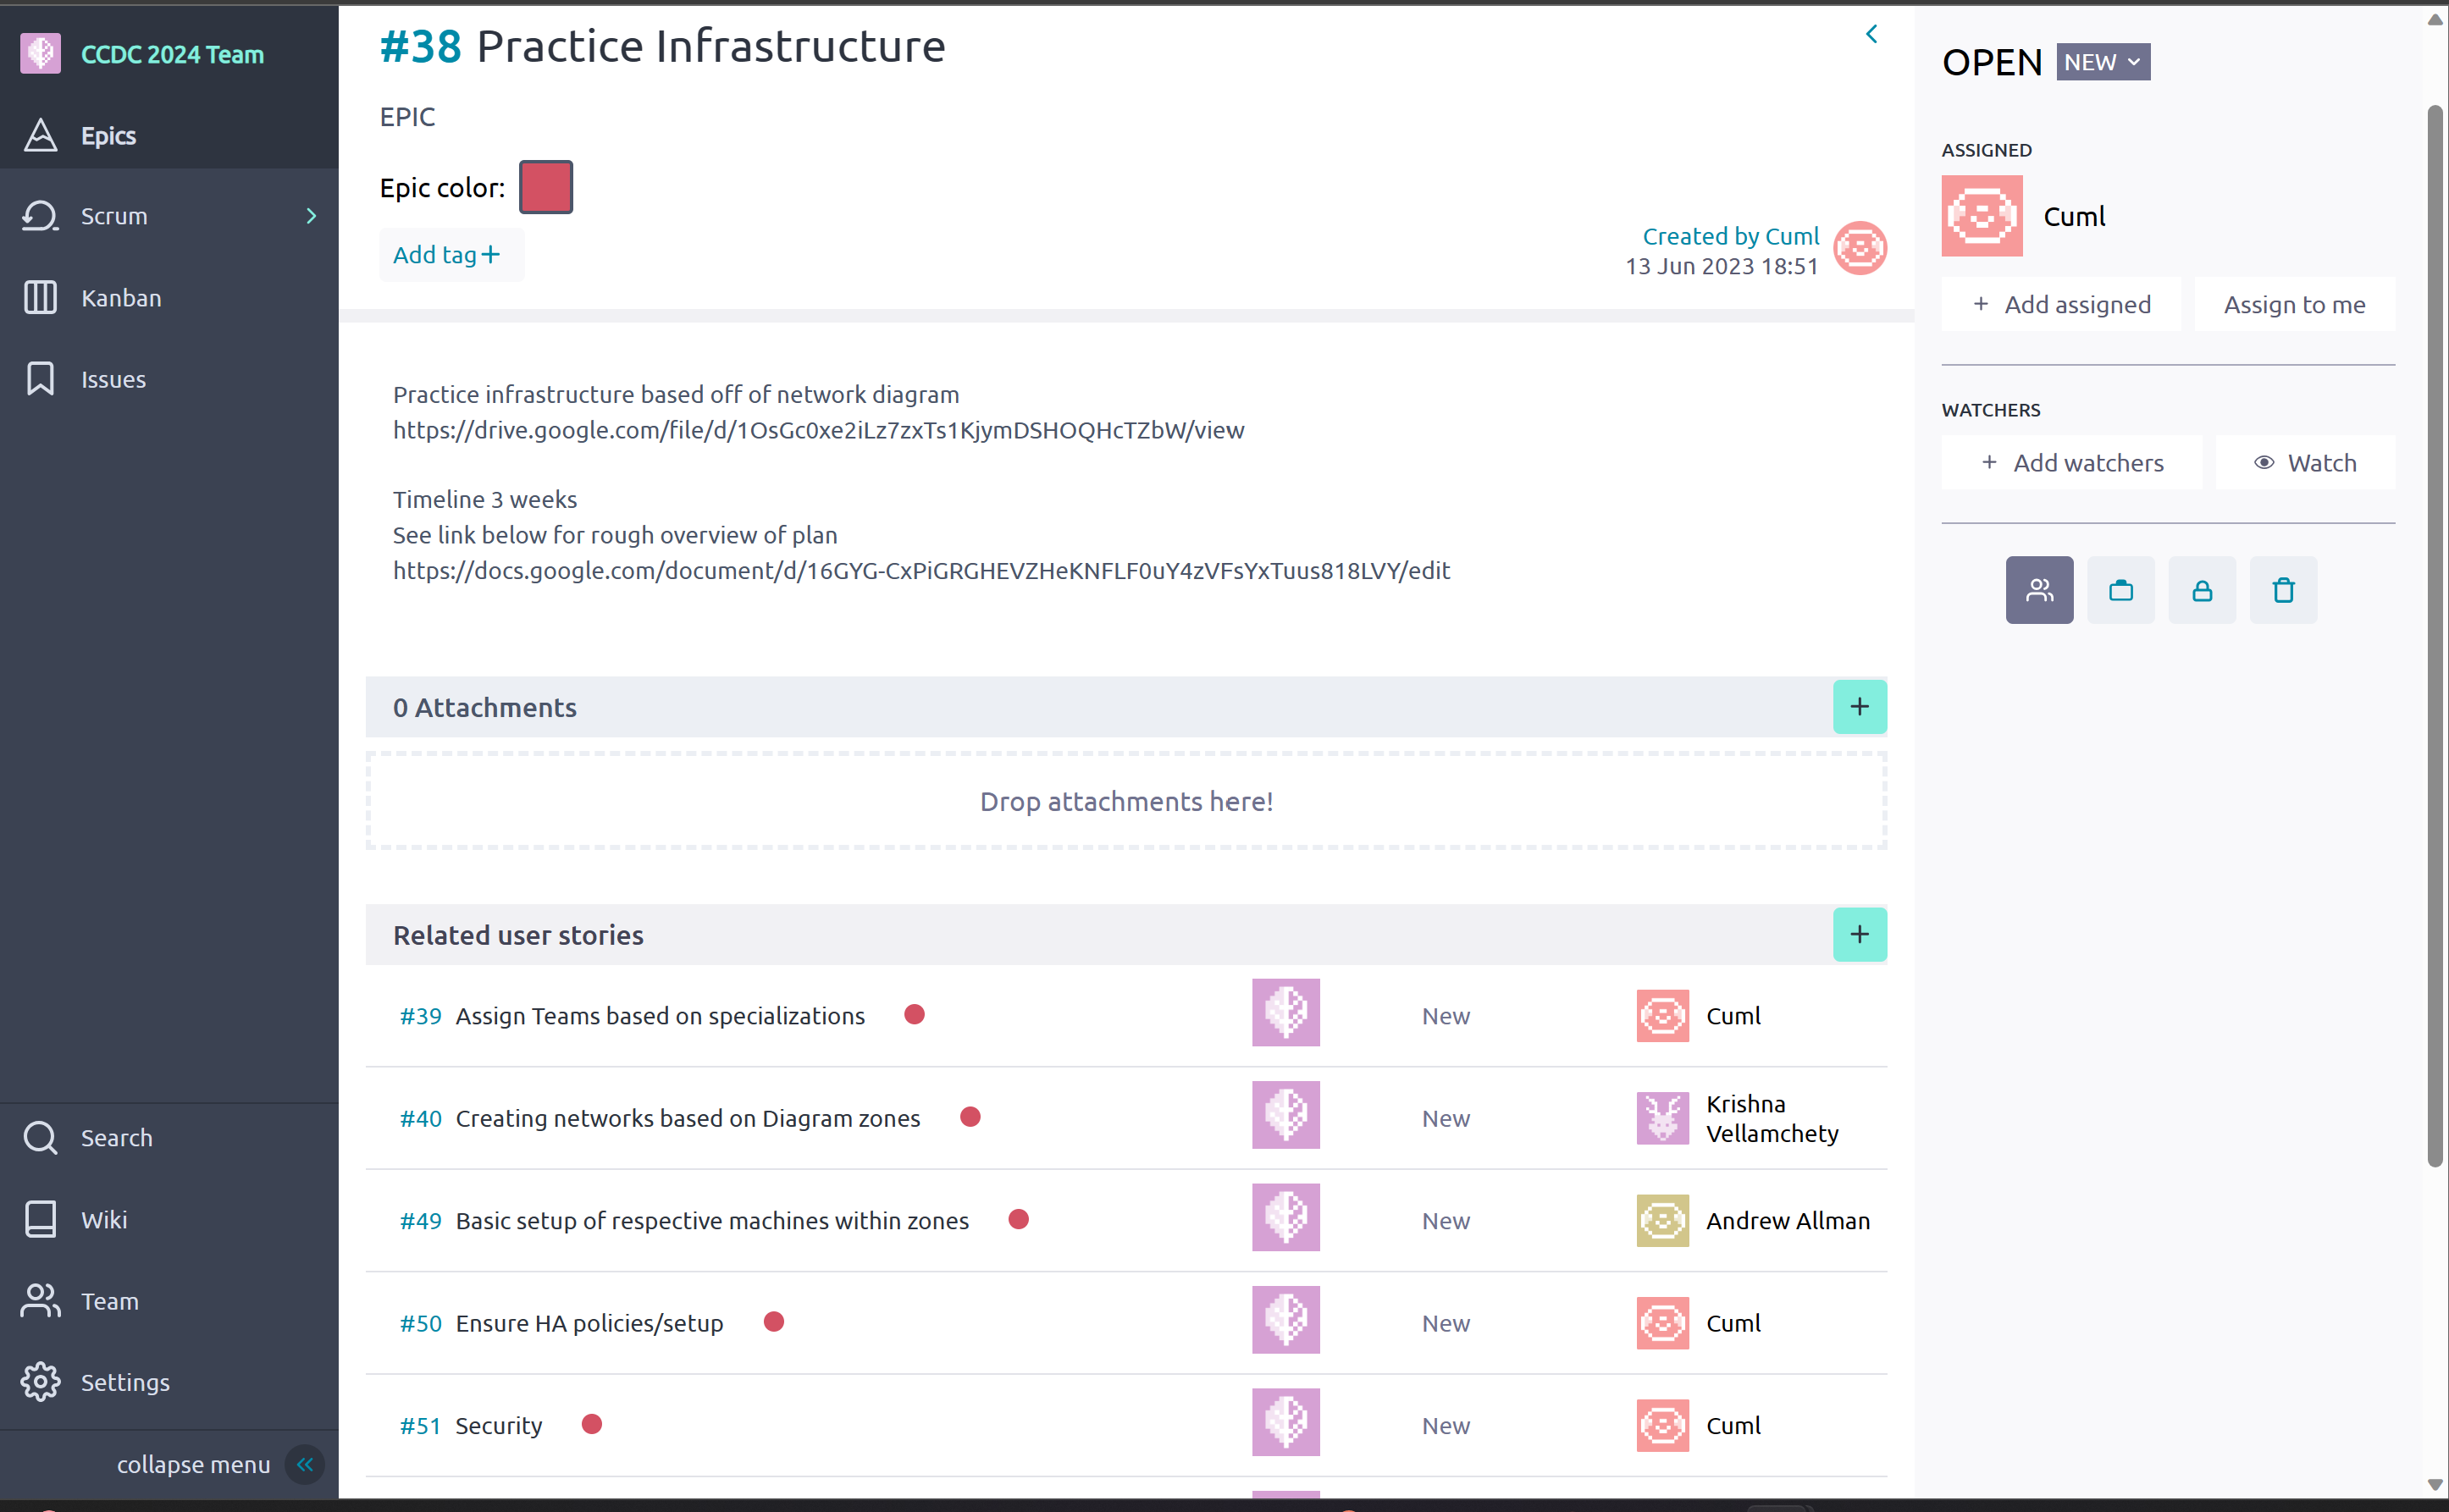 CCDC 2024 Team
Epics
Scrum
Kanban
Issues
Search
Wiki
Team
Settings
collapse menu
#38 Practice Infrastructure
EPIC
Epic color:
Add tag
Created by Cuml
13 Jun 2023 18:51
Practice infrastructure based off of network diagram
https://drive.google.com/file/d/1OsGc0xe2iLz7zxTs1KjymDSHOQHcTZbW/view
Timeline 3 weeks
See link below for rough overview of plan
https://docs.google.com/document/d/16GYG-CxPiGRGHEVZHeKNFLF0uY4zVFsYxTuus818LVY/edit
0 Attachments
Drop attachments here!
Related user stories
#39 Assign Teams based on specializations New Cuml
#40 Creating networks based on Diagram zones New Krishna
Vellamchety
#49 Basic setup of respective machines within zones New Andrew Allman
#50 Ensure HA policies/setup New Cuml
#51 Security New Cuml
OPEN NEW
ASSIGNED
Cuml
+ Add assigned Assign to me
WATCHERS
+ Add watchers Watch